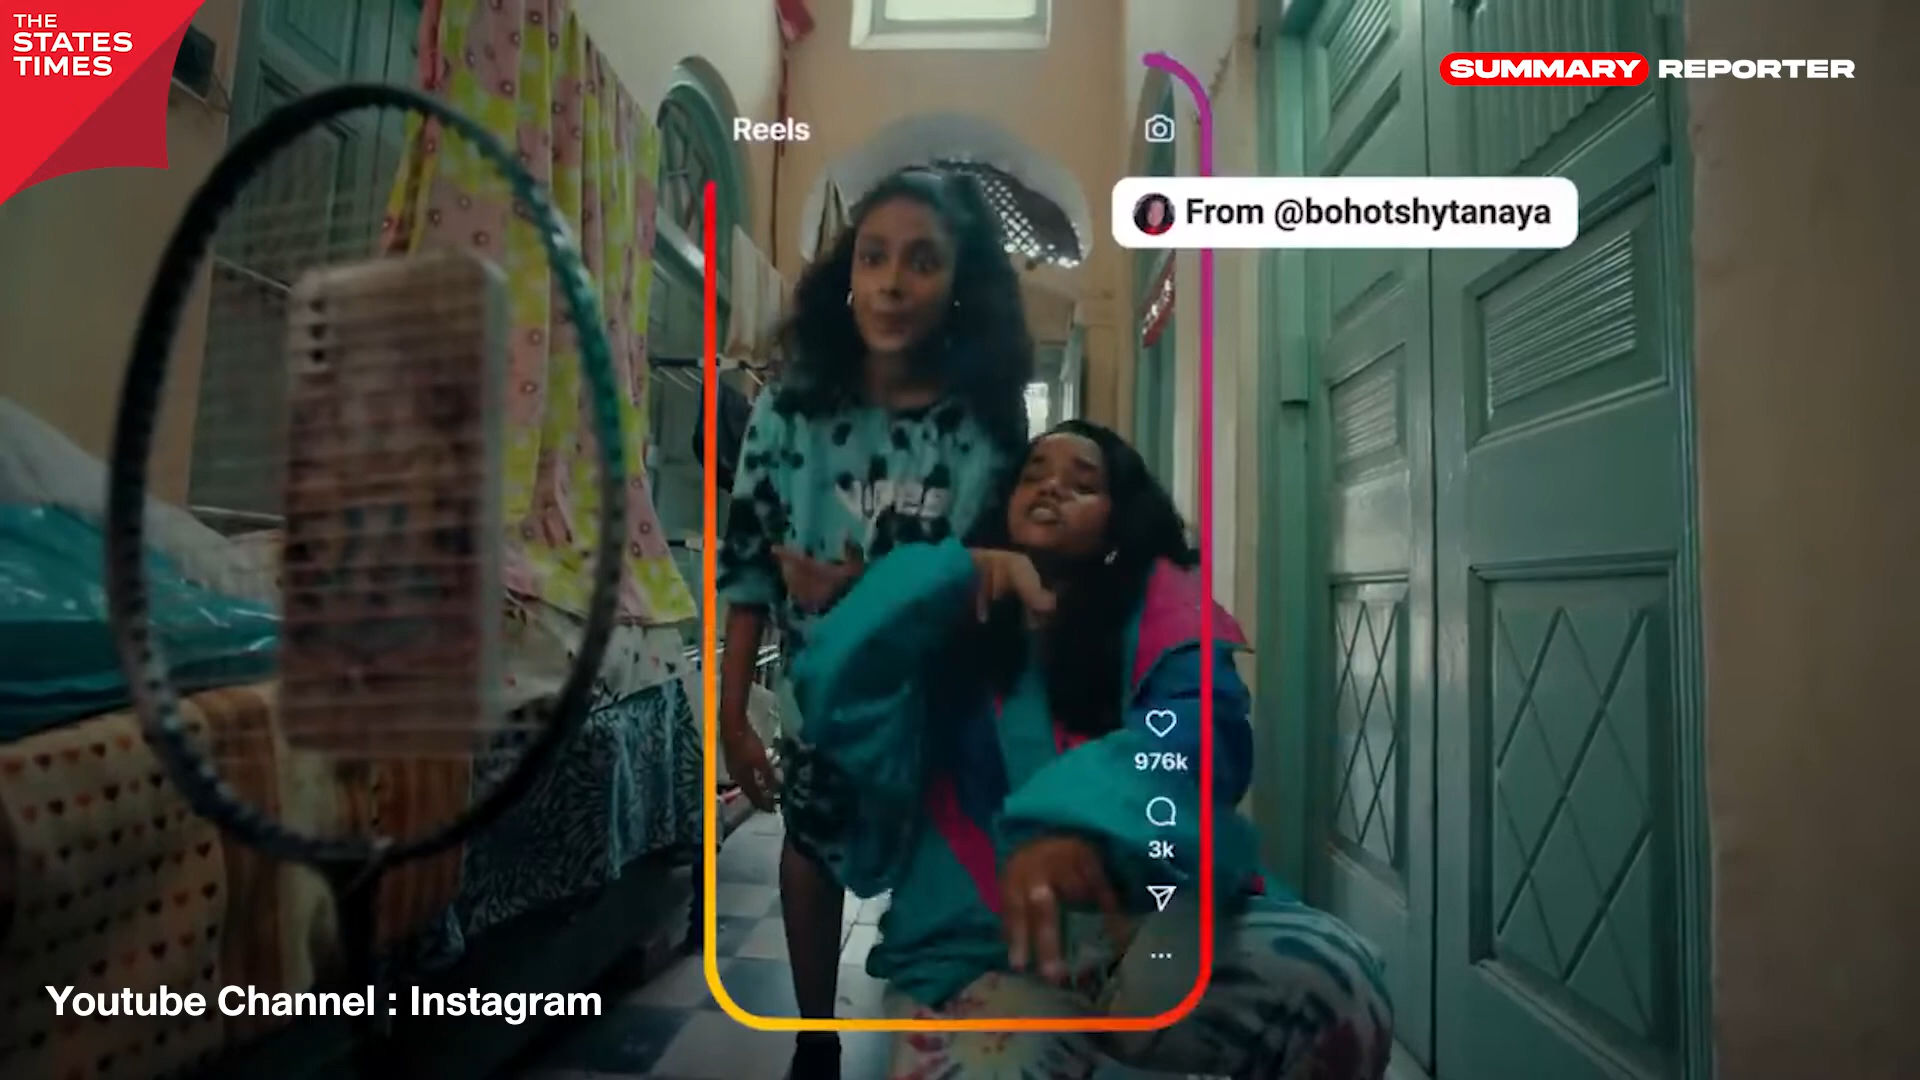 THE
STATES
TIMES
SUMMARY REPORTER
Reels
From @bohotshytanaya
976k
3k
Youtube Channel : Instagram